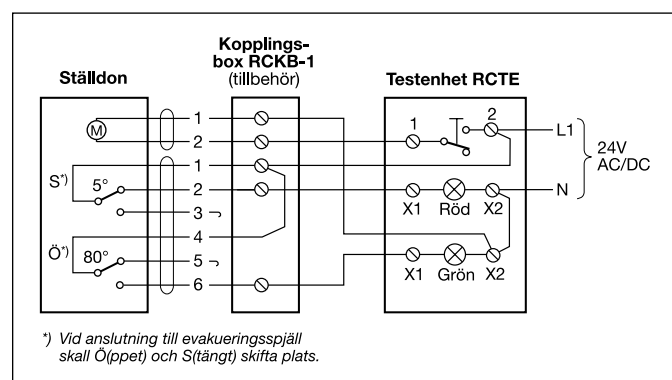 Ställdon
Kopplings-
box RCKB-1
(tillbehör)
Testenhet RCTE
M
1
2
1
2
3
4
5
6
S*)
5°
Ö*)
80°
1
2
L1
N
24V
AC/DC
X1
Röd
X2
X1
Grön
X2
*) Vid anslutning till evakueringsspjäll
skall Ö(ppet) och S(tängt) skifta plats.